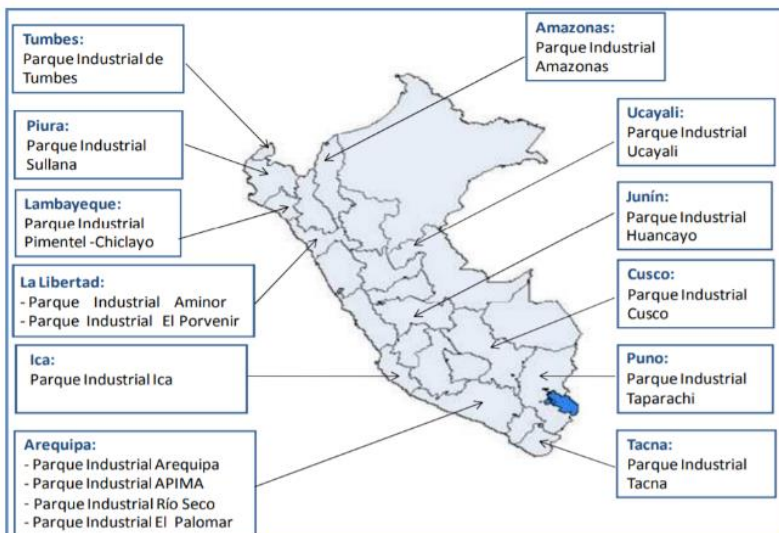 Tumbes:
Parque Industrial de
Tumbes
Piura:
Parque Industrial
Sullana
Lambayeque:
Parque Industrial
Pimentel -Chiclayo
La Libertad:
- Parque Industrial Aminor
- Parque Industrial El Porvenir
Ica:
Parque Industrial Ica
Arequipa:
- Parque Industrial Arequipa
- Parque Industrial APIMA
- Parque Industrial Río Seco
- Parque Industrial El Palomar
Amazonas:
Parque Industrial
Amazonas
Ucayali:
Parque Industrial
Ucayali
Junín:
Parque Industrial
Huancayo
Cusco:
Parque Industrial
Cusco
Puno:
Parque Industrial
Taparachi
Tacna:
Parque Industrial
Tacna